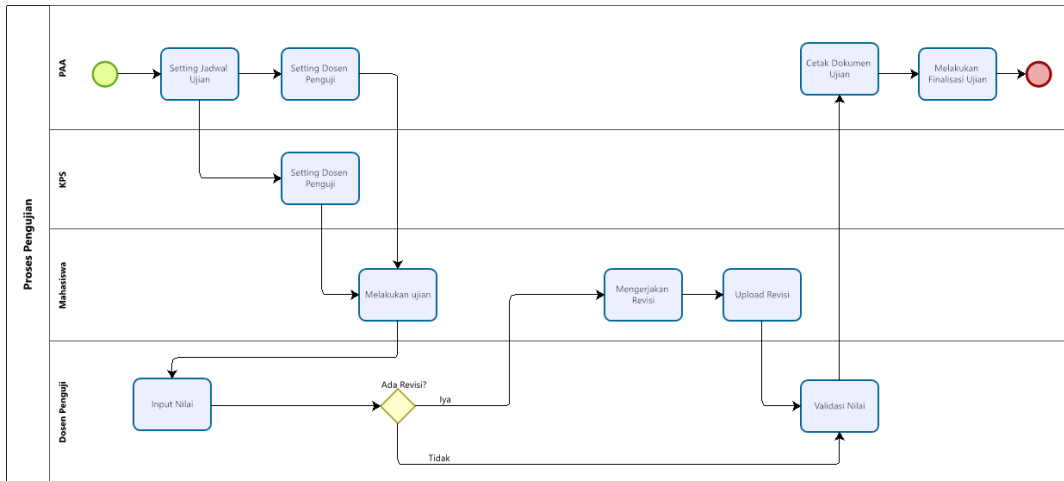 Proses Pengujian
PAA
Setting Jadwal
Ujian
Setting Dosen
Penguji
Cetak Dokumen
Ujian
Melakukan
Finalisasi Ujian
KPS
Setting Dosen
Penguji
Mahasiswa
Melakukan ujian
Mengerjakan
Revisi
Upload Revisi
Dosen Penguji
Input Nilai
Ada Revisi?
Iya
Tidak
Validasi Nilai